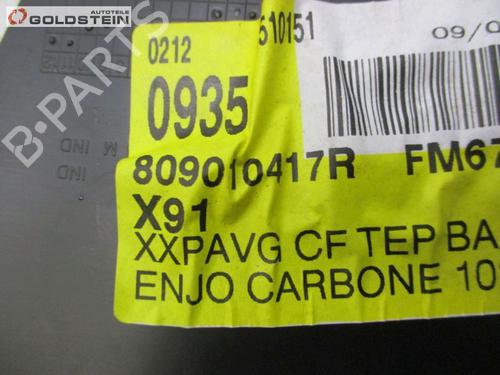 AUTOTEILE
GOLDSTEIN
B-PARTS
M IND
IND
0212
510151
09/0
0935
809010417R FM67
X91
XXPAVG CF TEP BA
ENJO CARBONE 10